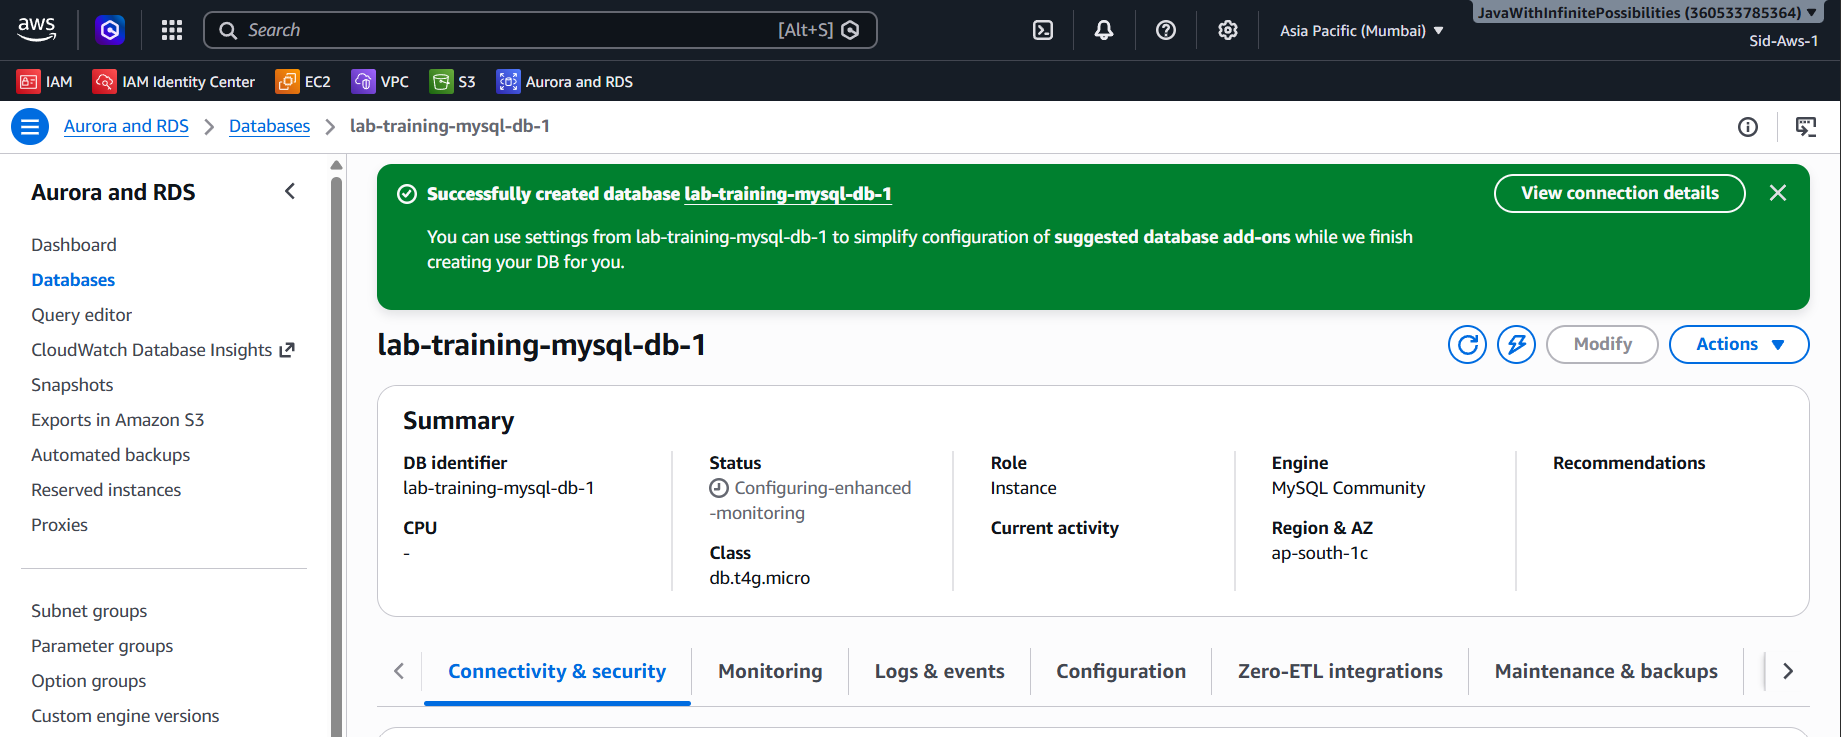 aws
Search
[Alt+S]
Asia Pacific (Mumbai)
JavaWithInfinitePossibilities (360533785364)
Sid-Aws-1
IAM
IAM Identity Center
EC2
VPC
S3
Aurora and RDS
Aurora and RDS
Databases
lab-training-mysql-db-1
Aurora and RDS
Dashboard
Databases
Query editor
CloudWatch Database Insights
Snapshots
Exports in Amazon S3
Automated backups
Reserved instances
Proxies
Subnet groups
Parameter groups
Option groups
Custom engine versions
Successfully created database lab-training-mysql-db-1
View connection details
You can use settings from lab-training-mysql-db-1 to simplify configuration of suggested database add-ons while we finish
creating your DB for you.
lab-training-mysql-db-1
Modify
Actions
Summary
DB identifier
lab-training-mysql-db-1
CPU
-
Status
Configuring-enhanced
-monitoring
Class
db.t4g.micro
Role
Instance
Current activity
Engine
MySQL Community
Region & AZ
ap-south-1c
Recommendations
Connectivity & security
Monitoring
Logs & events
Configuration
Zero-ETL integrations
Maintenance & backups